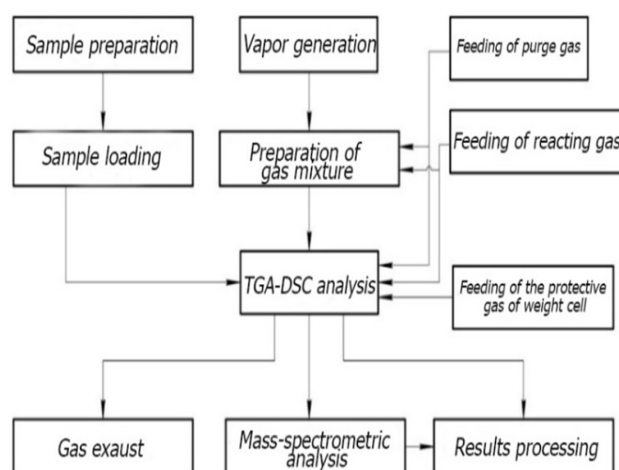 Sample preparation
Vapor generation
Feeding of purge gas
Sample loading
Preparation of
gas mixture
Feeding of reacting gas
TGA-DSC analysis
Feeding of the protective
gas of weight cell
Gas exaust
Mass-spectrometric
analysis
Results processing